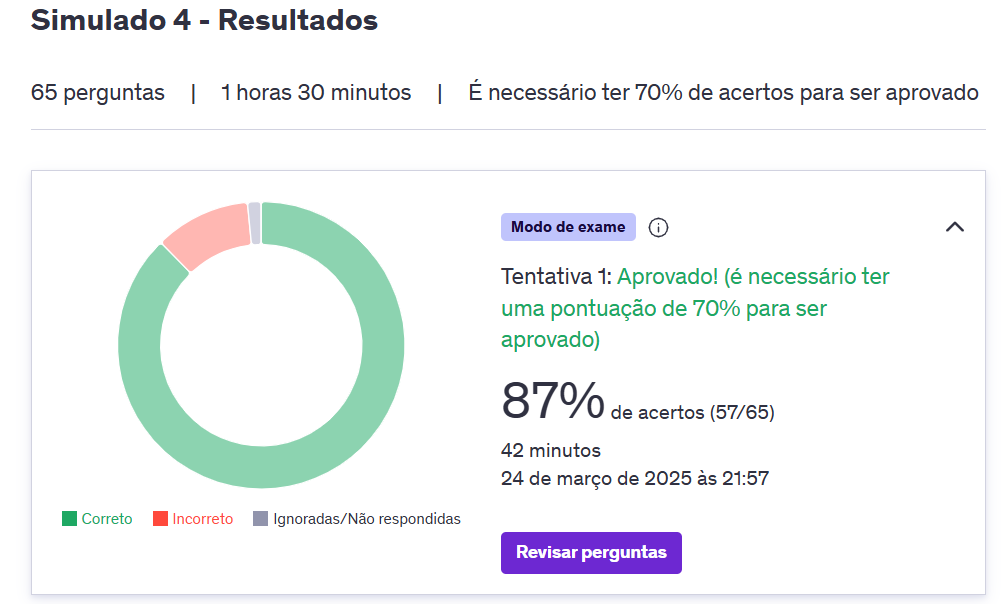 Simulado 4 - Resultados
65 perguntas | 1 horas 30 minutos | É necessário ter 70% de acertos para ser aprovado
Modo de exame
Tentativa 1: Aprovado! (é necessário ter
uma pontuação de 70% para ser
aprovado)
87% de acertos (57/65)
42 minutos
24 de março de 2025 às 21:57
Correto Incorreto Ignoradas/Não respondidas
Revisar perguntas